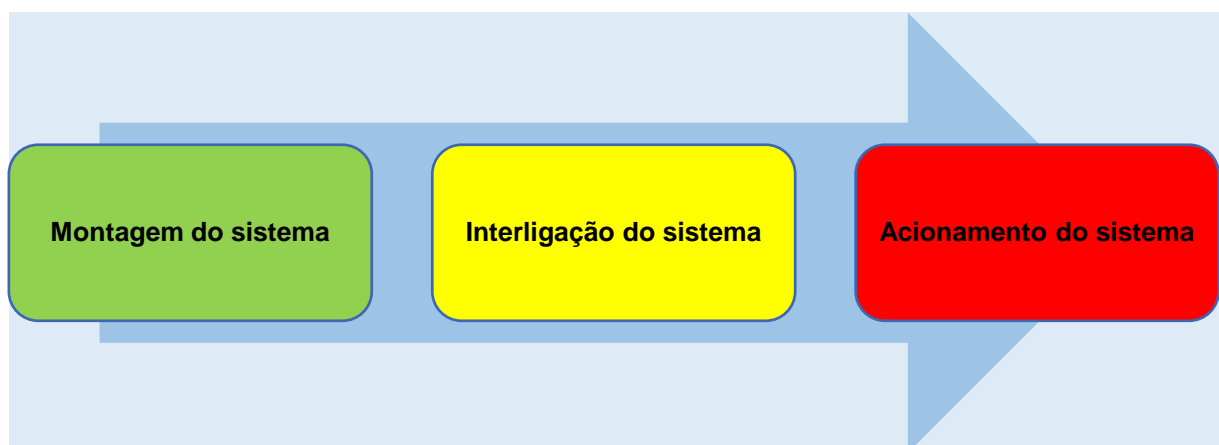 Montagem do sistema
Interligação do sistema
Acionamento do sistema